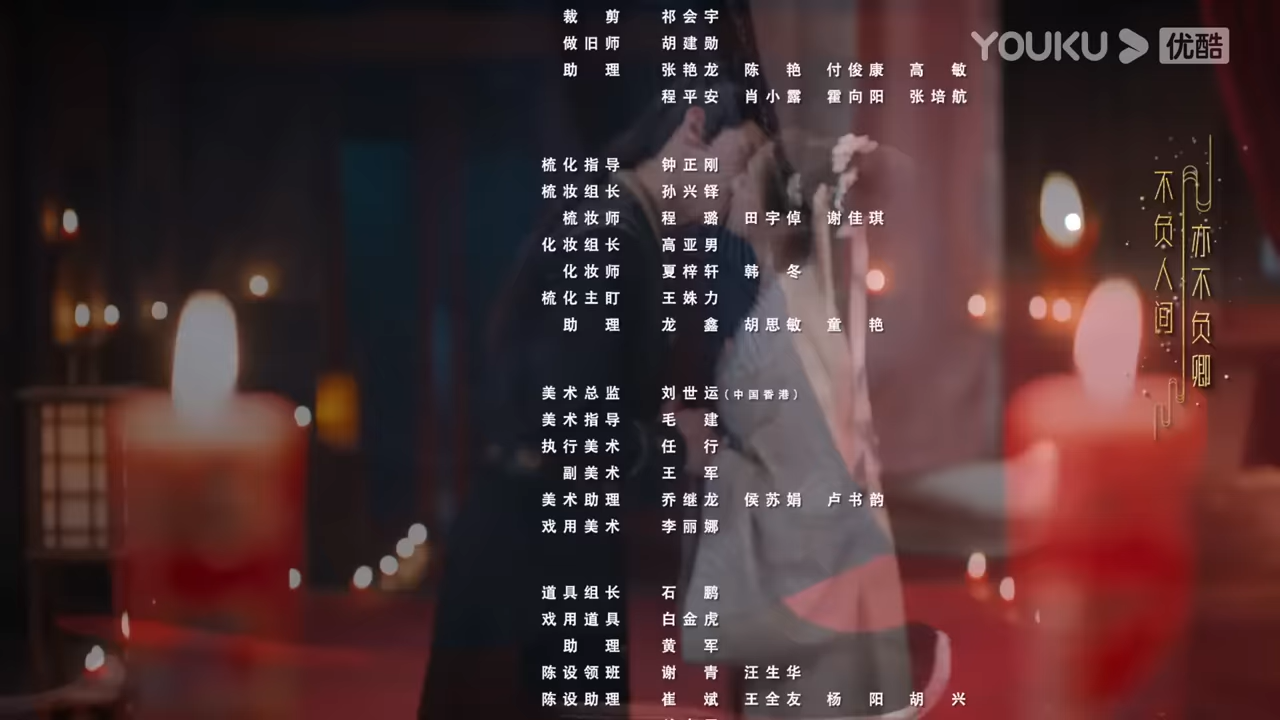 裁 剪 祁会宇
做旧师 胡建勋
助 理 张艳龙 陈 艳 付俊康 高 敏
程平安 肖小露 霍向阳 张培航
梳化指导 钟正刚
梳妆组长 孙兴铎
梳妆师 程 璐 田宇倬 谢佳琪
化妆组长 高亚男
化妆师 夏梓轩 韩 冬
梳化主盯 王姝力
助 理 龙 鑫 胡思敏 童 艳
美术总监 刘世运(中国香港)
美术指导 毛 建
执行美术 任 行
副美术 王 军
美术助理 乔继龙 侯苏娟 卢书韵
戏用美术 李丽娜
道具组长 石 鹏
戏用道具 白金虎
助 理 黄 军
陈设领班 谢 青 汪生华
陈设助理 崔 斌 王全友 杨 阳 胡 兴
YOUKU 优酷
不负人间
亦不负卿